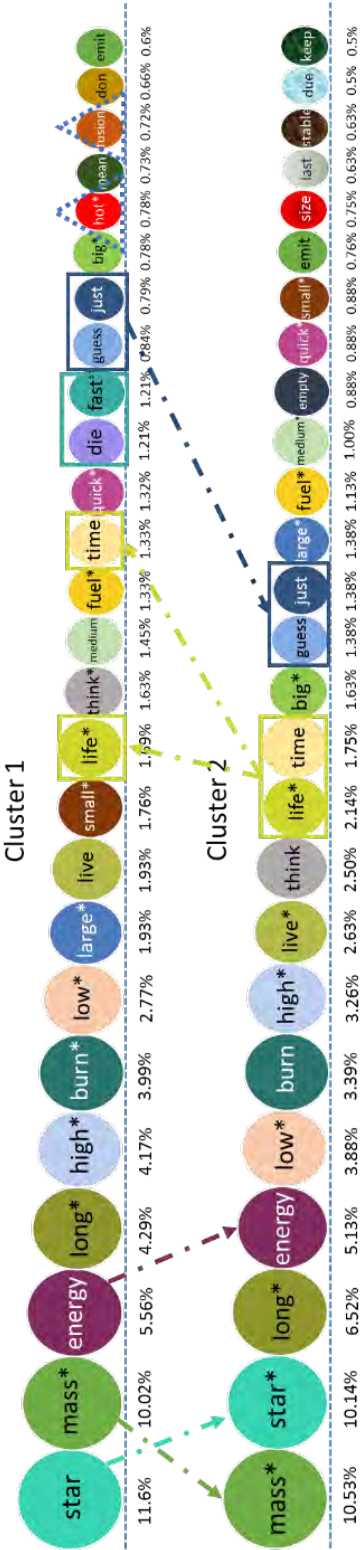 Cluster 1
star mass* energy long* high* burn* low* large* live small* life* think* medium fuel* time quick* die fast* guess just big* hot* mean fusion don emit
11.6% 10.02% 5.56% 4.29% 4.17% 3.99% 2.77% 1.93% 1.93% 1.76% 1.69% 1.63% 1.45% 1.33% 1.33% 1.32% 1.21% 1.21% 0.84% 0.79% 0.78% 0.78% 0.73% 0.72% 0.66% 0.6%
Cluster 2
mass* star* long* energy low* burn high* live* think life* time big* guess just large* fuel* medium* empty quick* small* emit size last stable due keep
10.53% 10.14% 6.52% 5.13% 3.88% 3.39% 3.26% 2.63% 2.50% 2.14% 1.75% 1.63% 1.38% 1.38% 1.38% 1.13% 1.00% 0.88% 0.88% 0.88% 0.76% 0.75% 0.63% 0.63% 0.5% 0.5%